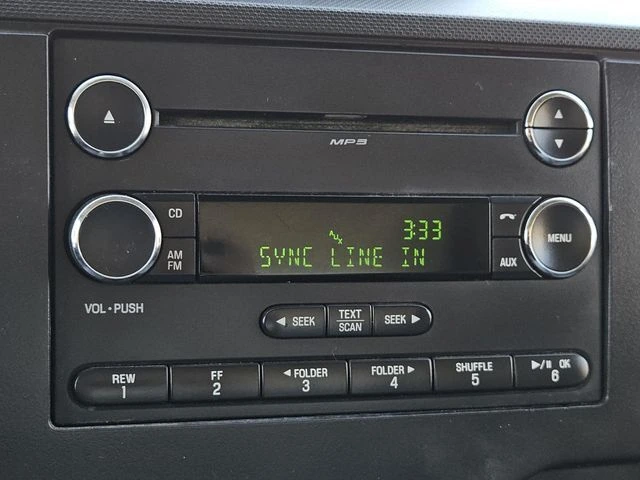 MP3
CD
AM
FM
AUX 3:33
SYNC LINE IN
MENU
AUX
VOL•PUSH
◄ SEEK
TEXT
SCAN
SEEK ►
REW
1
FF
2
◄ FOLDER
3
FOLDER ►
4
SHUFFLE
5
►/II OK
6